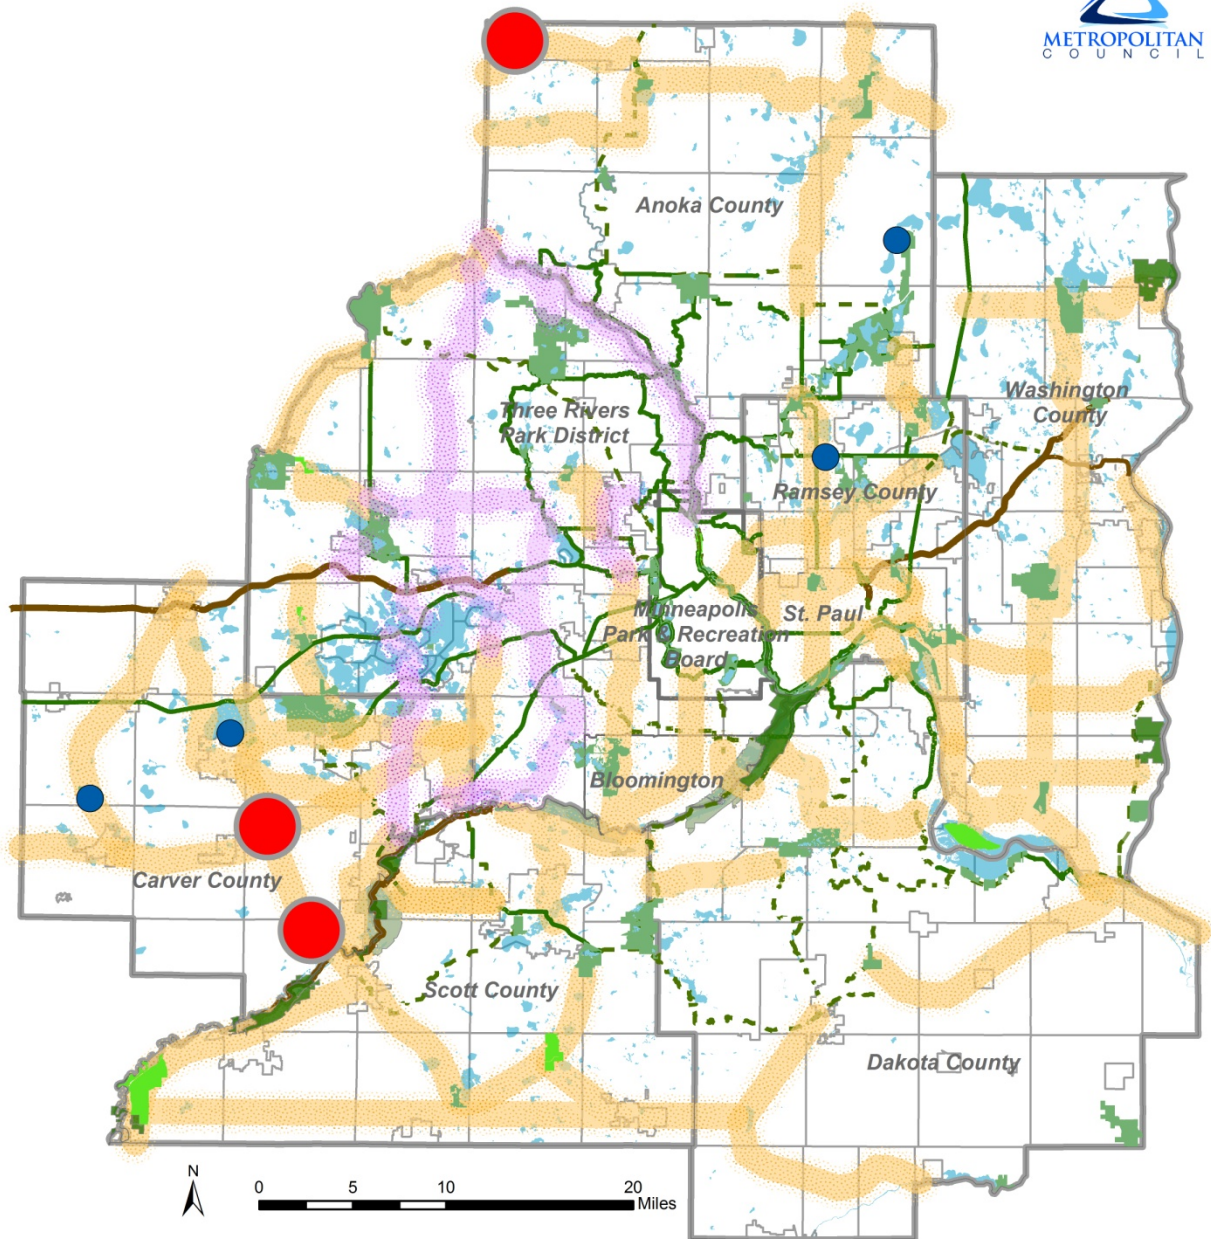 METROPOLITAN
COUNCIL
Anoka County
Washington
County
Three Rivers
Park District
Ramsey County
Minneapolis
Park & Recreation
Board
St. Paul
Bloomington
Carver County
Scott County
Dakota County
N
0 5 10 20
Miles